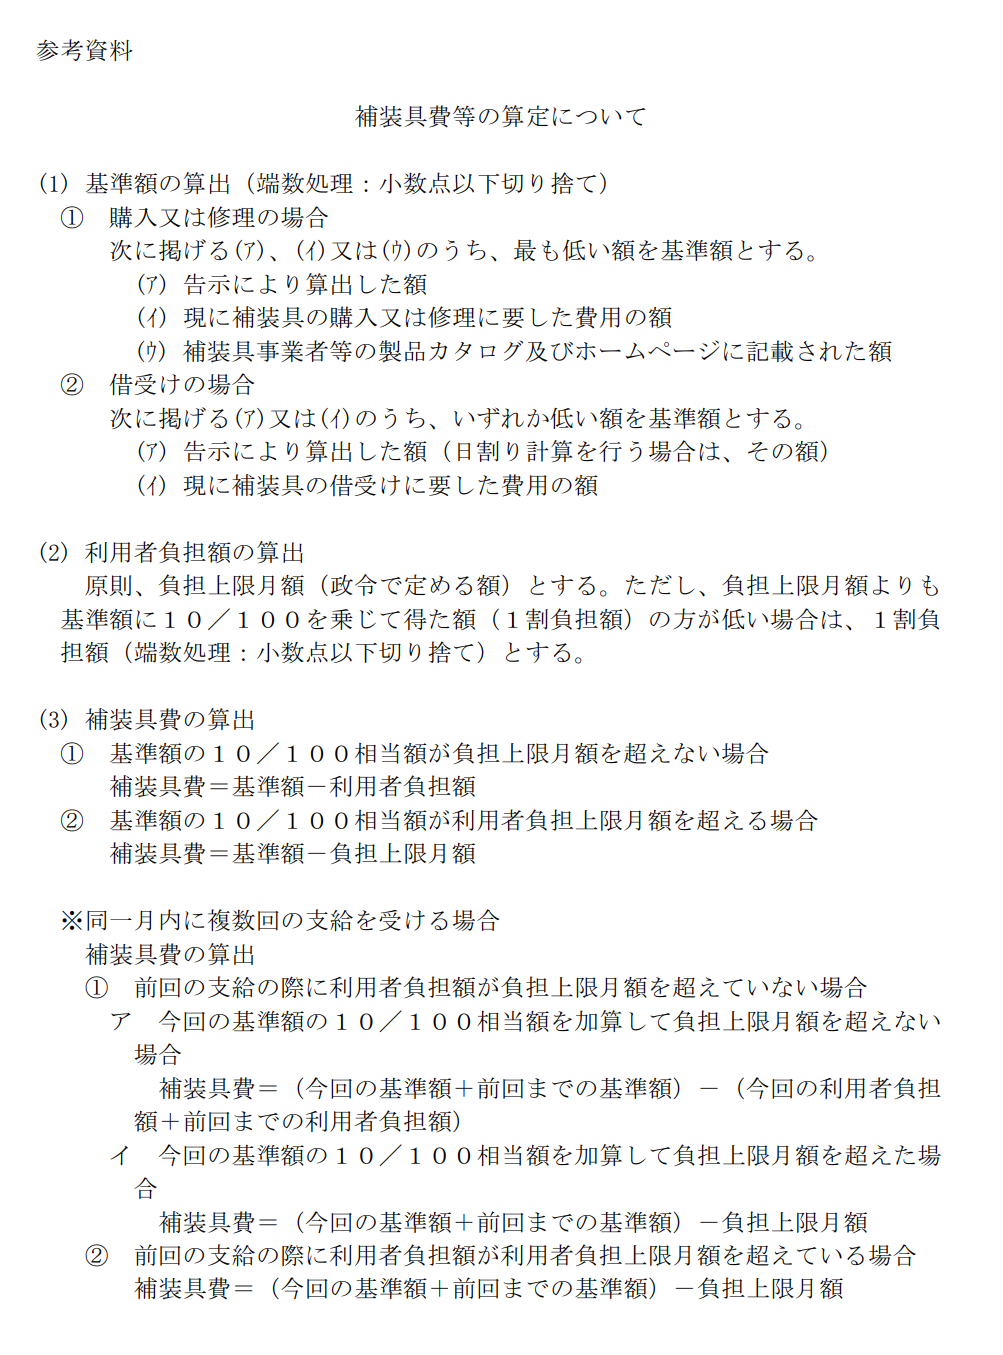 参考資料
補装具費等の算定について
(1) 基準額の算出（端数処理：小数点以下切り捨て）
①　購入又は修理の場合
次に掲げる(ｱ)、(ｲ)又は(ｳ)のうち、最も低い額を基準額とする。
(ｱ) 告示により算出した額
(ｲ) 現に補装具の購入又は修理に要した費用の額
(ｳ) 補装具事業者等の製品カタログ及びホームページに記載された額
②　借受けの場合
次に掲げる(ｱ)又は(ｲ)のうち、いずれか低い額を基準額とする。
(ｱ) 告示により算出した額（日割り計算を行う場合は、その額）
(ｲ) 現に補装具の借受けに要した費用の額
(2) 利用者負担額の算出
原則、負担上限月額（政令で定める額）とする。ただし、負担上限月額よりも
基準額に１０／１００を乗じて得た額（１割負担額）の方が低い場合は、１割負
担額（端数処理：小数点以下切り捨て）とする。
(3) 補装具費の算出
①　基準額の１０／１００相当額が負担上限月額を超えない場合
補装具費＝基準額－利用者負担額
②　基準額の１０／１００相当額が利用者負担上限月額を超える場合
補装具費＝基準額－負担上限月額
※同一月内に複数回の支給を受ける場合
補装具費の算出
①　前回の支給の際に利用者負担額が負担上限月額を超えていない場合
ア　今回の基準額の１０／１００相当額を加算して負担上限月額を超えない
場合
補装具費＝（今回の基準額＋前回までの基準額）－（今回の利用者負担
額＋前回までの利用者負担額）
イ　今回の基準額の１０／１００相当額を加算して負担上限月額を超えた場
合
補装具費＝（今回の基準額＋前回までの基準額）－負担上限月額
②　前回の支給の際に利用者負担額が利用者負担上限月額を超えている場合
補装具費＝（今回の基準額＋前回までの基準額）－負担上限月額